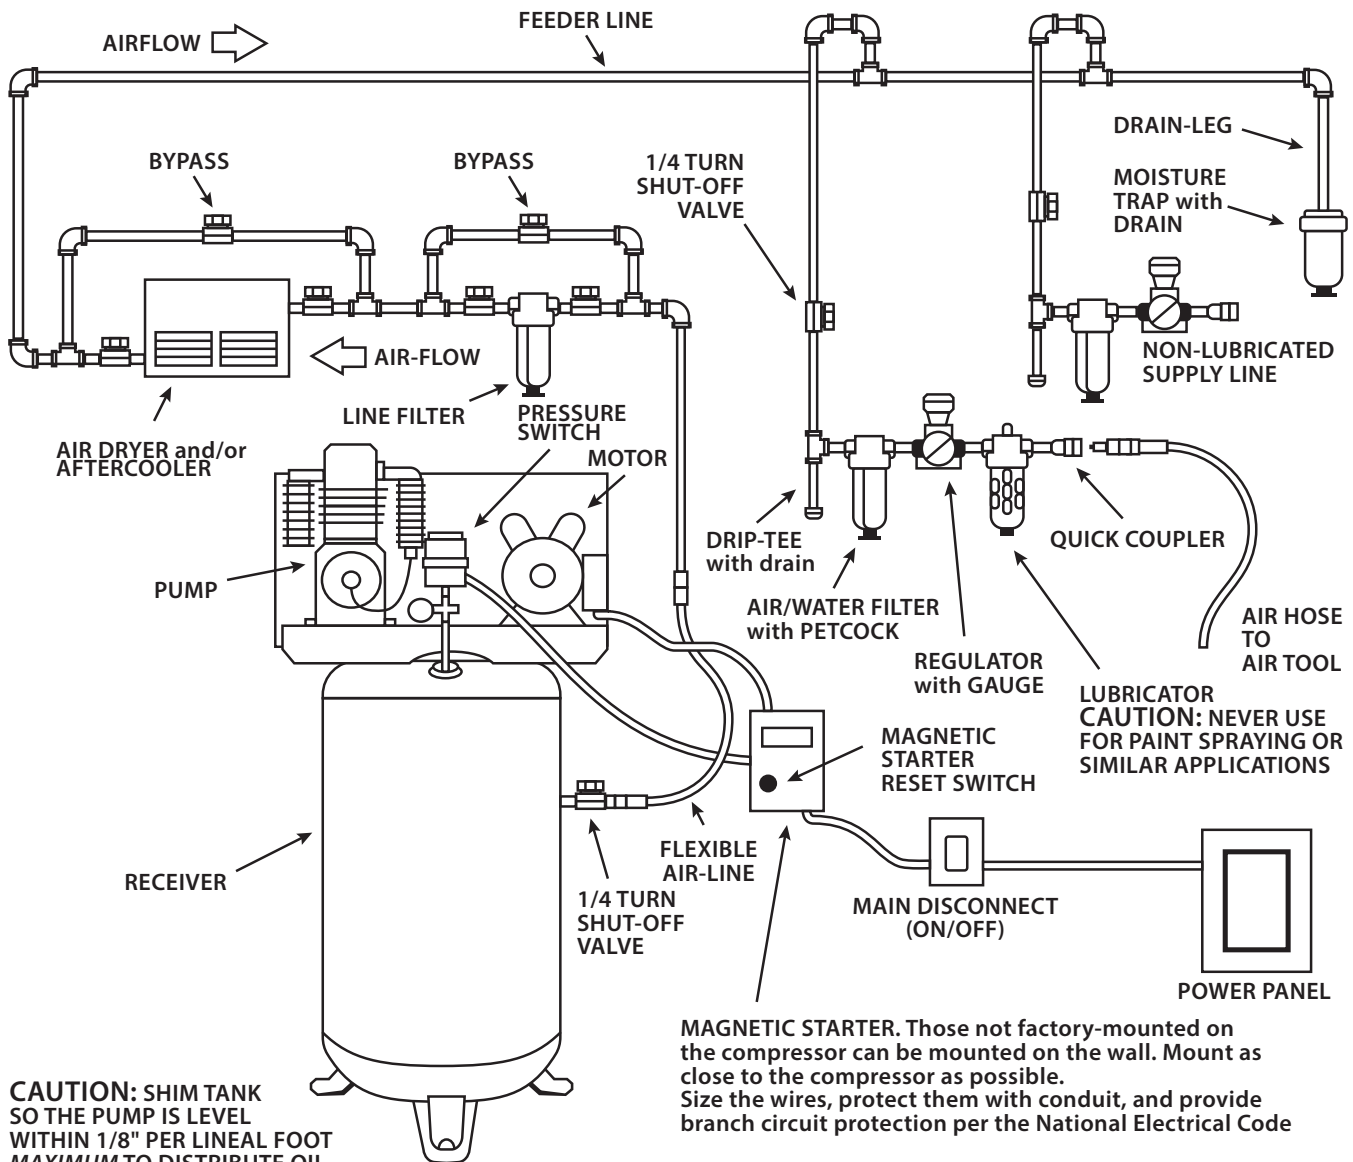 FEEDER LINE
AIRFLOW
DRAIN-LEG
BYPASS
BYPASS
1/4 TURN
SHUT-OFF
VALVE
MOISTURE
TRAP with
DRAIN
AIR-FLOW
NON-LUBRICATED
SUPPLY LINE
LINE FILTER
PRESSURE
SWITCH
AIR DRYER and/or
AFTERCOOLER
MOTOR
DRIP-TEE
with drain
QUICK COUPLER
PUMP
AIR/WATER FILTER
with PETCOCK
AIR HOSE
TO
AIR TOOL
REGULATOR
with GAUGE
LUBRICATOR
CAUTION: NEVER USE
FOR PAINT SPRAYING OR
SIMILAR APPLICATIONS
MAGNETIC
STARTER
RESET SWITCH
FLEXIBLE
AIR-LINE
RECEIVER
1/4 TURN
SHUT-OFF
VALVE
MAIN DISCONNECT
(ON/OFF)
POWER PANEL
MAGNETIC STARTER. Those not factory-mounted on
the compressor can be mounted on the wall. Mount as
close to the compressor as possible.
Size the wires, protect them with conduit, and provide
branch circuit protection per the National Electrical Code
CAUTION: SHIM TANK
SO THE PUMP IS LEVEL
WITHIN 1/8" PER LINEAL FOOT
MAXIMUM TO DISTRIBUTE OIL